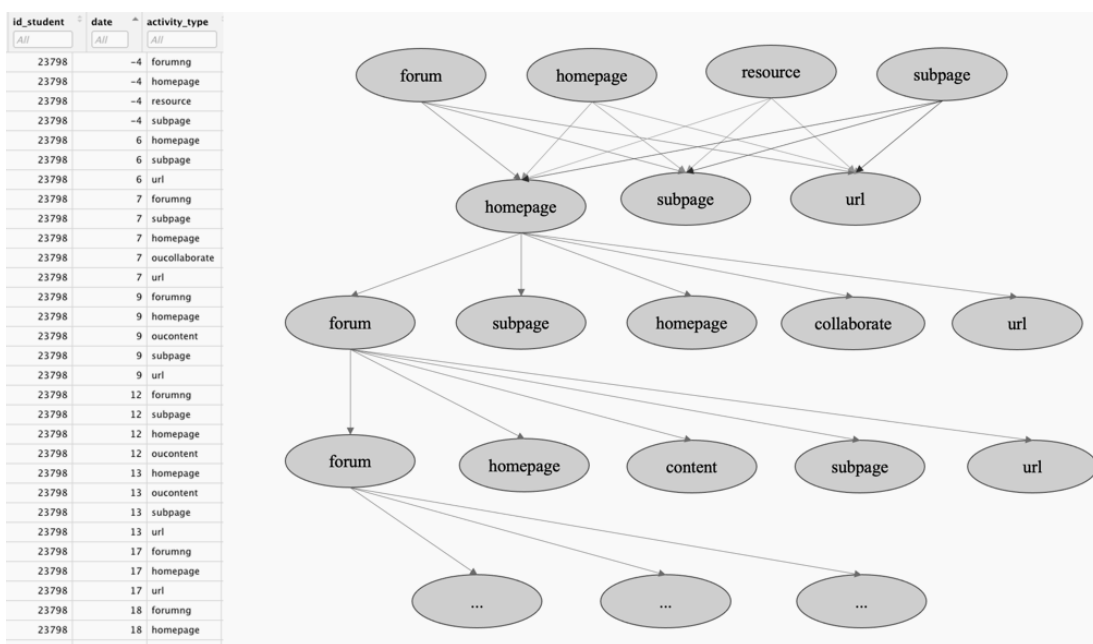 id_student date activity_type
All All All
23798 -4 forumng
23798 -4 homepage
23798 -4 resource
23798 -4 subpage
23798 6 homepage
23798 6 subpage
23798 6 url
23798 7 forumng
23798 7 subpage
23798 7 homepage
23798 7 oucollaborate
23798 7 url
23798 9 forumng
23798 9 homepage
23798 9 oucontent
23798 9 subpage
23798 9 url
23798 12 forumng
23798 12 subpage
23798 12 homepage
23798 12 oucontent
23798 13 homepage
23798 13 oucontent
23798 13 subpage
23798 13 url
23798 17 forumng
23798 17 homepage
23798 17 url
23798 18 forumng
23798 18 homepage
forum homepage resource subpage
homepage subpage url
forum subpage homepage collaborate url
forum homepage content subpage url
... ... ...